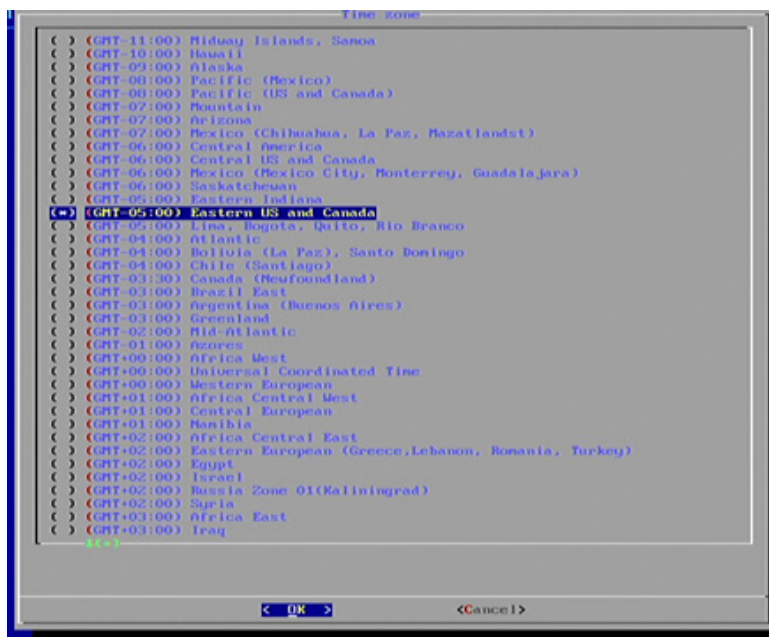 Time zone
( ) (GMT-11:00) Midway Islands, Samoa
( ) (GMT-10:00) Hawaii
( ) (GMT-09:00) Alaska
( ) (GMT-08:00) Pacific (Mexico)
( ) (GMT-08:00) Pacific (US and Canada)
( ) (GMT-07:00) Mountain
( ) (GMT-07:00) Arizona
( ) (GMT-07:00) Mexico (Chihuahua, La Paz, Mazatlandst)
( ) (GMT-06:00) Central America
( ) (GMT-06:00) Central US and Canada
( ) (GMT-06:00) Mexico (Mexico City, Monterrey, Guadalajara)
( ) (GMT-06:00) Saskatchewan
( ) (GMT-05:00) Eastern Indiana
(*) (GMT-05:00) Eastern US and Canada
( ) (GMT-05:00) Lima, Bogota, Quito, Rio Branco
( ) (GMT-04:00) Atlantic
( ) (GMT-04:00) Bolivia (La Paz), Santo Domingo
( ) (GMT-04:00) Chile (Santiago)
( ) (GMT-03:30) Canada (Newfoundland)
( ) (GMT-03:00) Brazil East
( ) (GMT-03:00) Argentina (Buenos Aires)
( ) (GMT-03:00) Greenland
( ) (GMT-02:00) Mid-Atlantic
( ) (GMT-01:00) Azores
( ) (GMT+00:00) Africa West
( ) (GMT+00:00) Universal Coordinated Time
( ) (GMT+00:00) Western European
( ) (GMT+01:00) Africa Central West
( ) (GMT+01:00) Central European
( ) (GMT+01:00) Namibia
( ) (GMT+02:00) Africa Central East
( ) (GMT+02:00) Eastern European (Greece,Lebanon, Romania, Turkey)
( ) (GMT+02:00) Egypt
( ) (GMT+02:00) Israel
( ) (GMT+02:00) Russia Zone 01(Kaliningrad)
( ) (GMT+02:00) Syria
( ) (GMT+03:00) Africa East
( ) (GMT+03:00) Iraq
< OK > <Cancel>